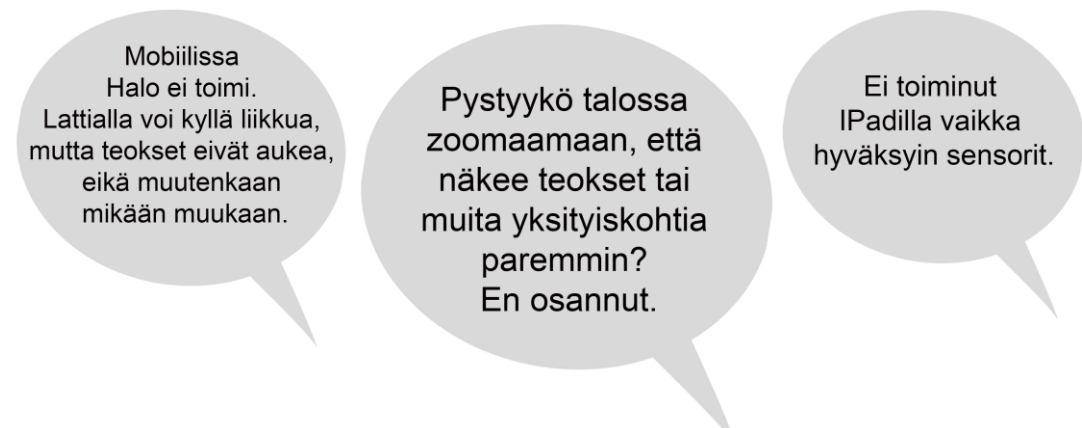 Mobiilissa
Halo ei toimi.
Lattialla voi kyllä liikkua,
mutta teokset eivät aukea,
eikä muutenkaan
mikään muukaan.
Pystyykö talossa
zoomaamaan, että
näkee teokset tai
muita yksityiskohtia
paremmin?
En osannut.
Ei toiminut
IPadilla vaikka
hyväksyin sensorit.